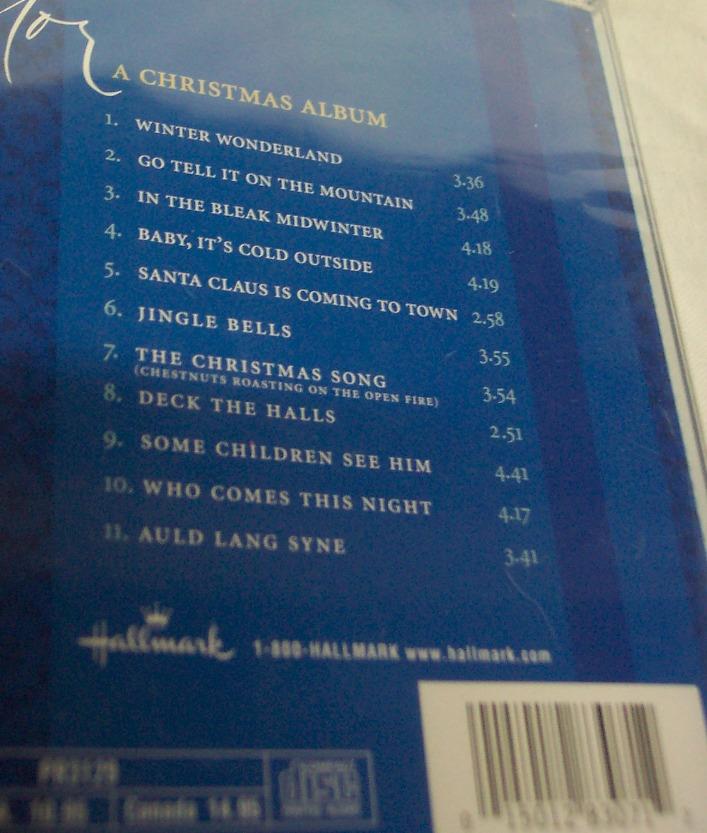 A CHRISTMAS ALBUM
1. WINTER WONDERLAND 3.36
2. GO TELL IT ON THE MOUNTAIN 3.48
3. IN THE BLEAK MIDWINTER 4.18
4. BABY, IT'S COLD OUTSIDE 4.19
5. SANTA CLAUS IS COMING TO TOWN 2.58
6. JINGLE BELLS 3.55
7. THE CHRISTMAS SONG 3.54
(CHESTNUTS ROASTING ON THE OPEN FIRE)
8. DECK THE HALLS 2.51
9. SOME CHILDREN SEE HIM 4.41
10. WHO COMES THIS NIGHT 4.17
11. AULD LANG SYNE 3.41
Hallmark 1-800-HALLMARK www.hallmark.com
Canada 14.95